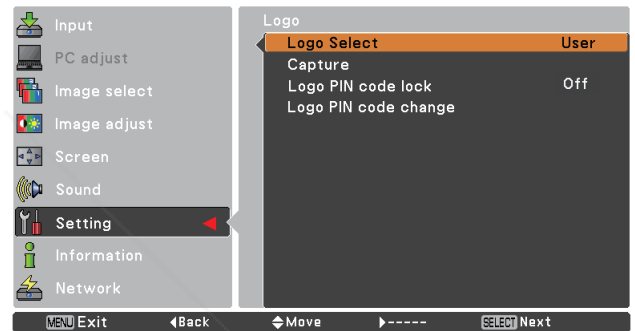 Input
PC adjust
Image select
Image adjust
Screen
Sound
Setting
Information
Network
Logo
Logo Select User
Capture
Logo PIN code lock Off
Logo PIN code change
MENU Exit Back Move ----- SELECT Next